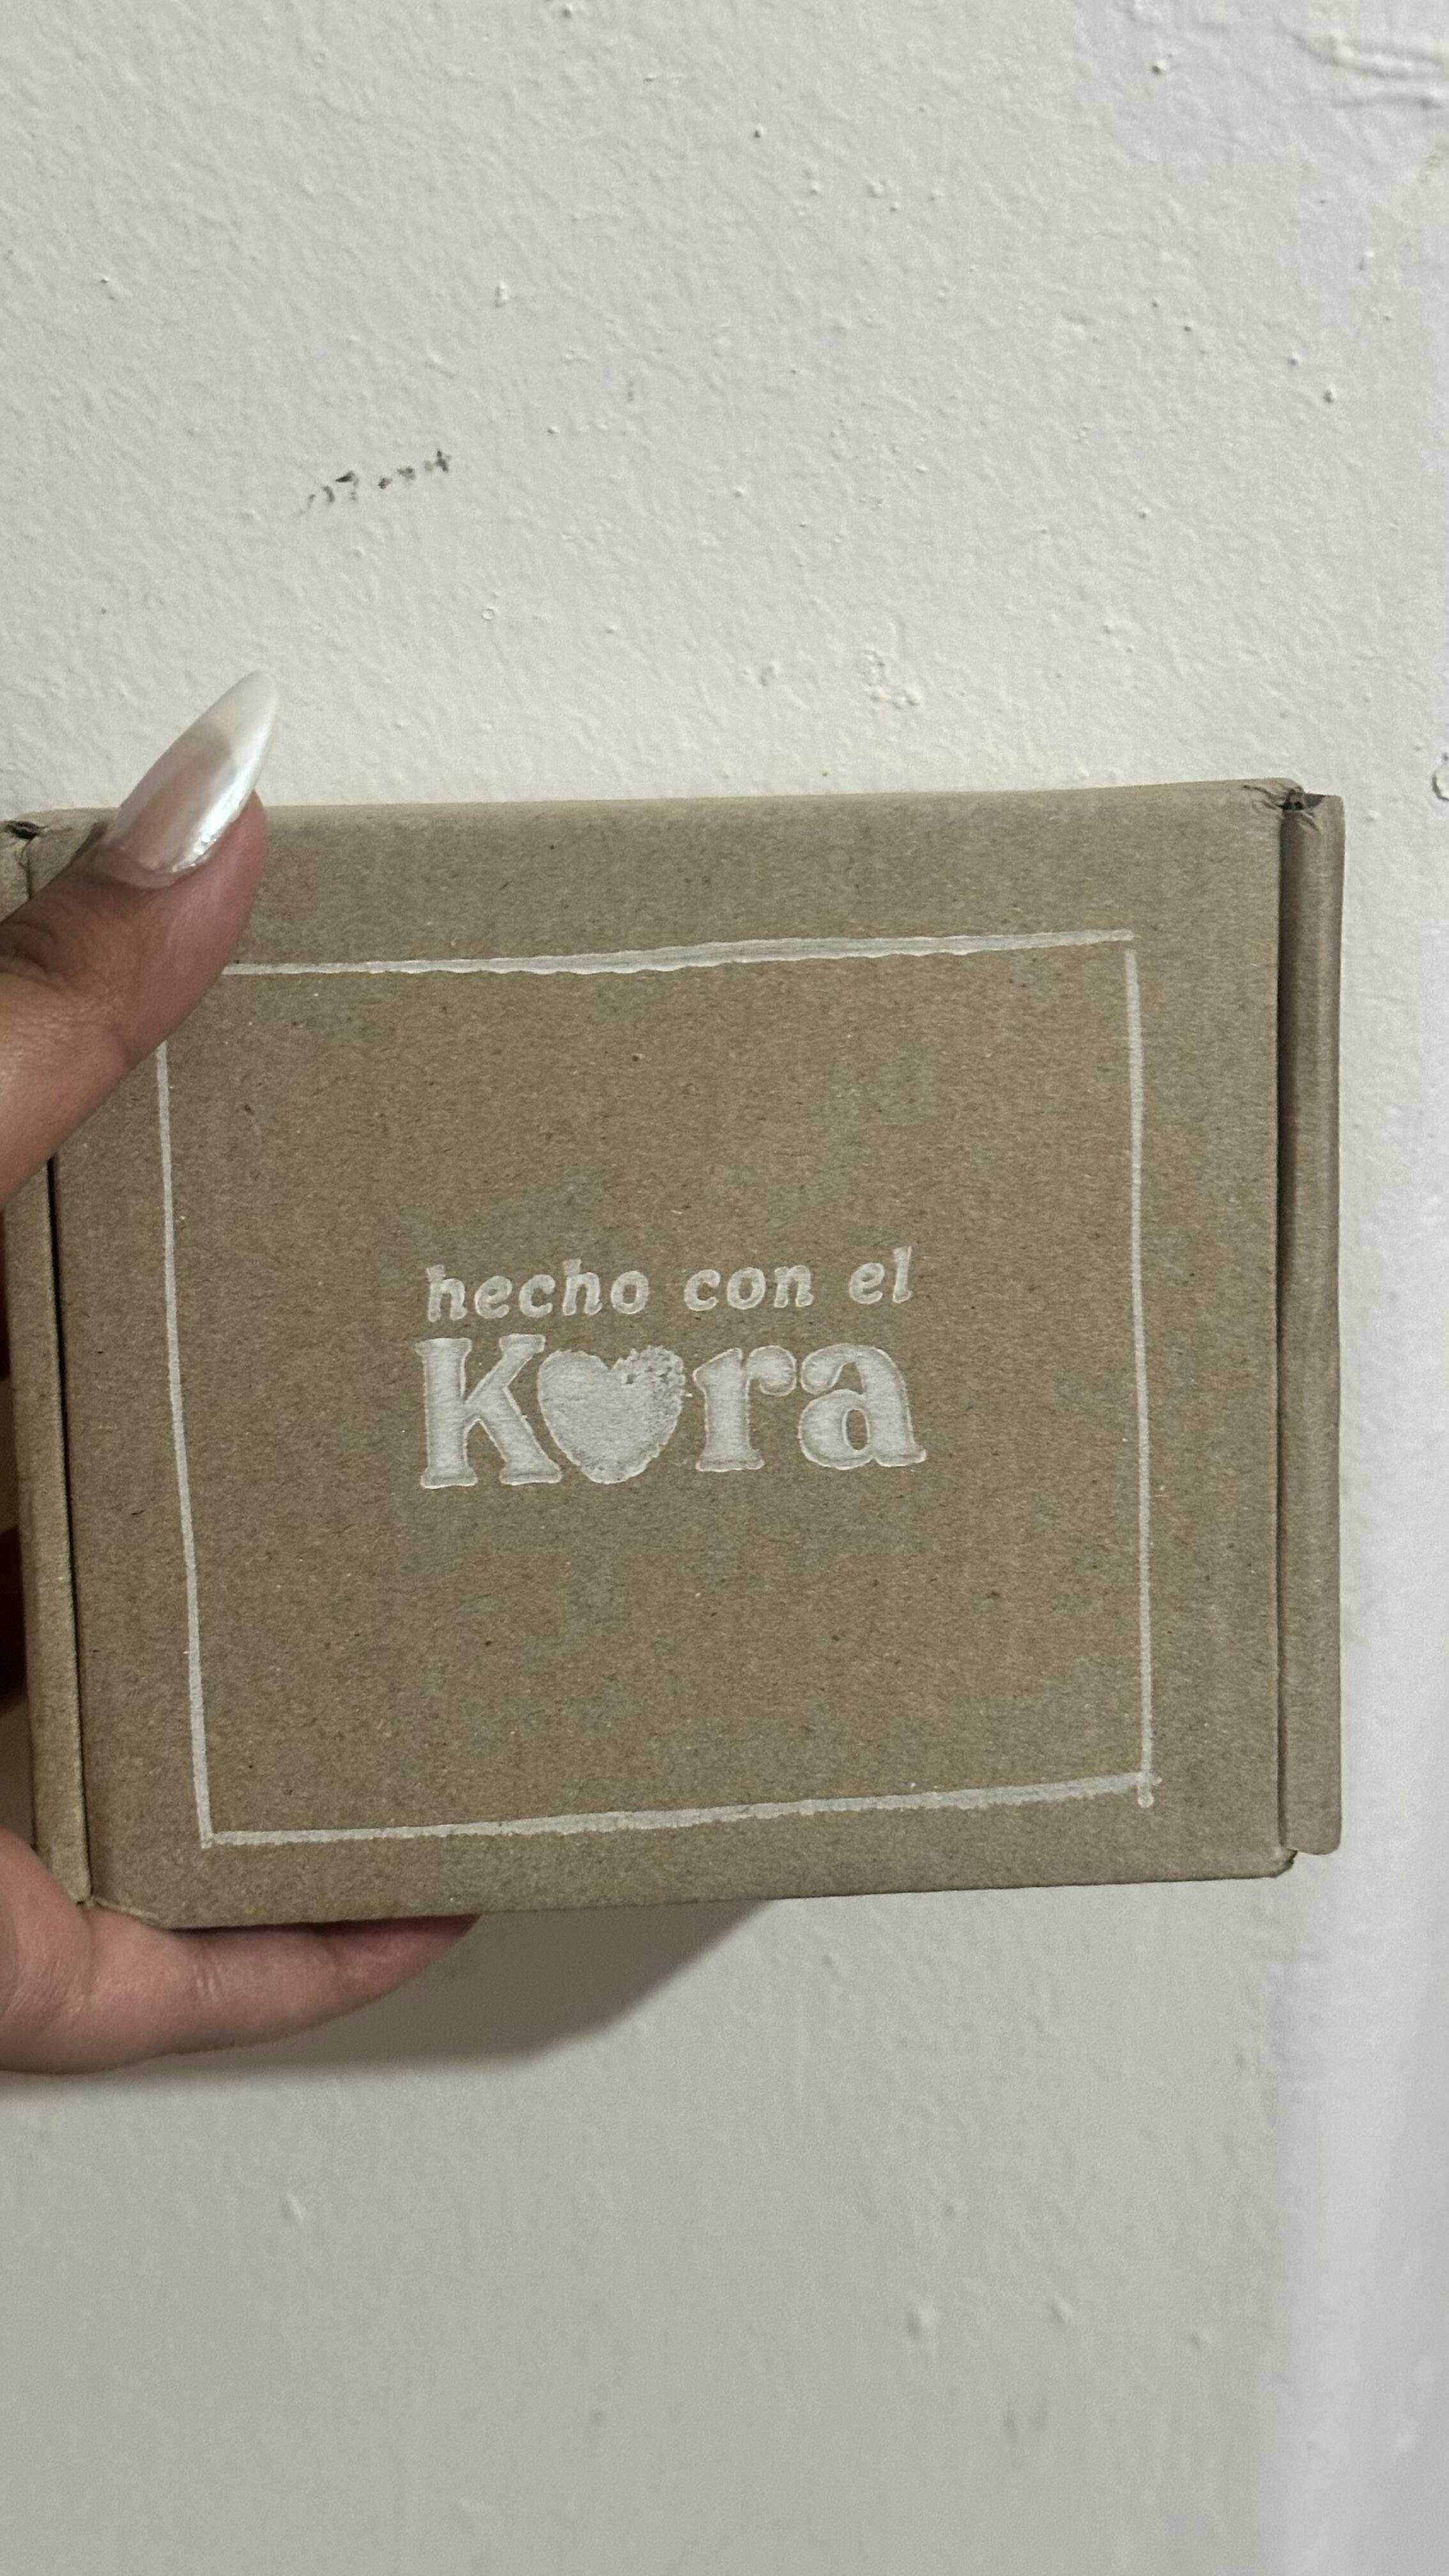 hecho con el
K♥ra